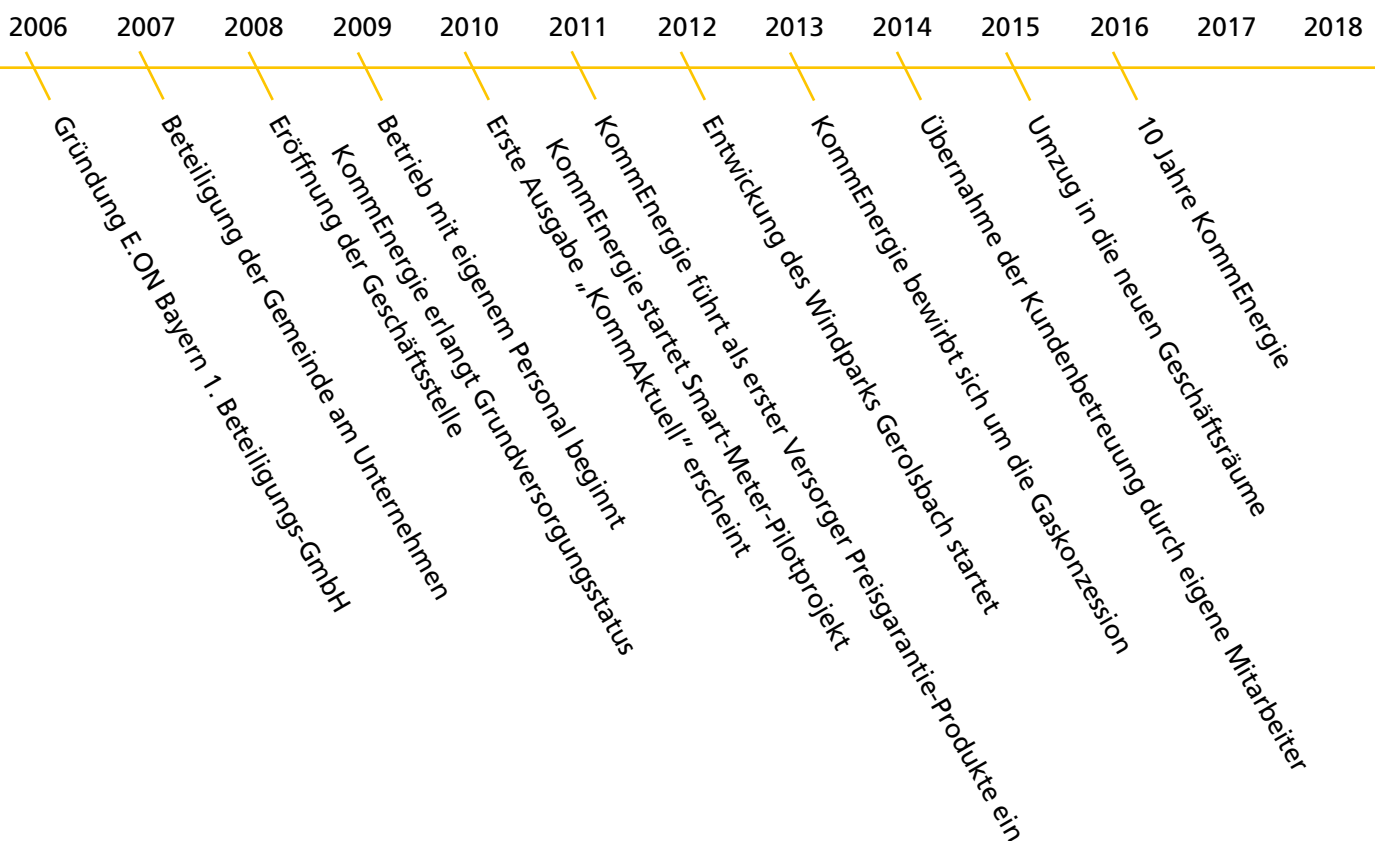 2006 2007 2008 2009 2010 2011 2012 2013 2014 2015 2016 2017 2018
Gründung E.ON Bayern 1. Beteiligungs-GmbH
Beteiligung der Gemeinde am Unternehmen
Eröffnung der Geschäftsstelle
KommEnergie erlangt Grundversorgungsstatus
Betrieb mit eigenem Personal beginnt
Erste Ausgabe „KommAktuell“ erscheint
KommEnergie startet Smart-Meter-Pilotprojekt
KommEnergie führt als erster Versorger Preisgarantie-Produkte ein
Entwickung des Windparks Gerolsbach startet
KommEnergie bewirbt sich um die Gaskonzession
Übernahme der Kundenbetreuung durch eigene Mitarbeiter
Umzug in die neuen Geschäftsräume
10 Jahre KommEnergie